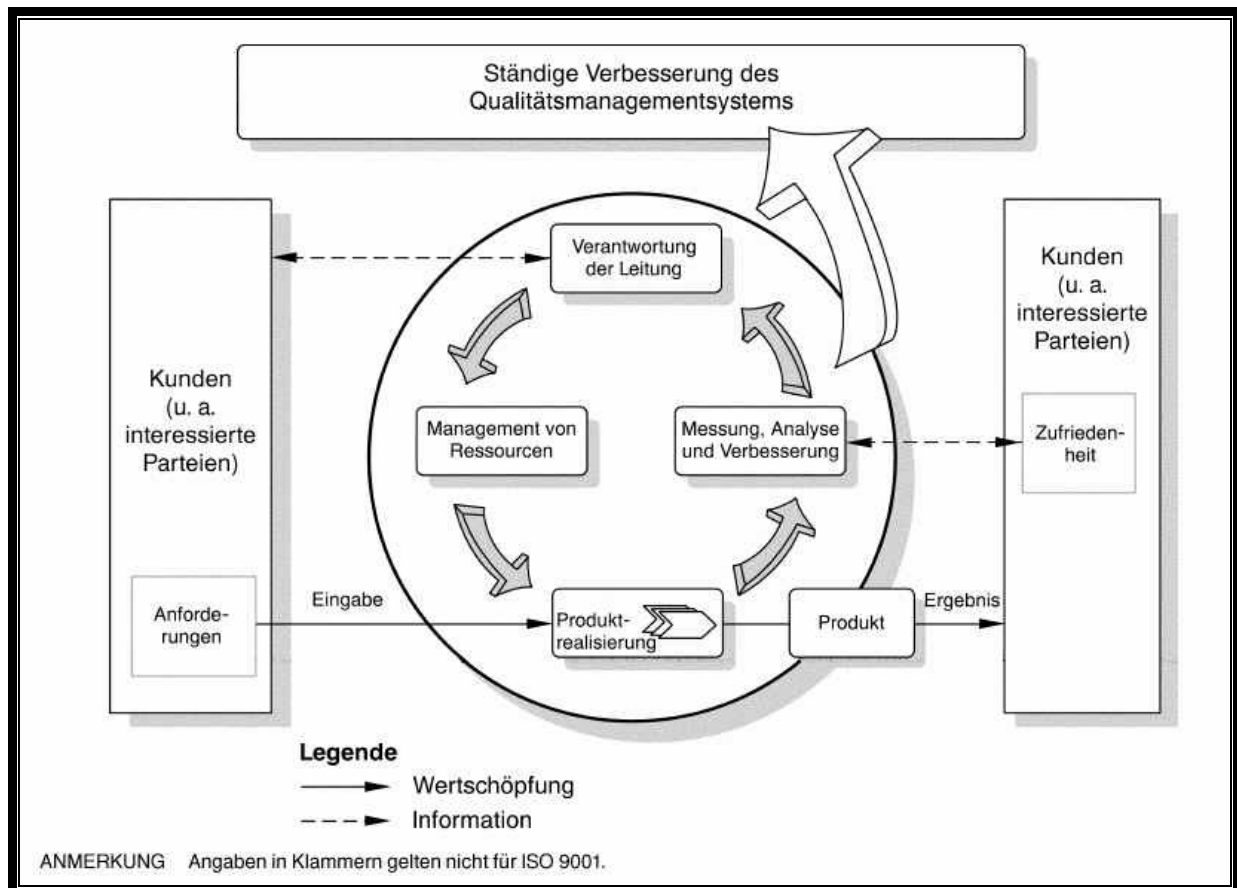 Ständige Verbesserung des
Qualitätsmanagementsystems
Verantwortung
der Leitung
Kunden
(u. a.
interessierte
Parteien)
Kunden
(u. a.
interessierte
Parteien)
Management von
Ressourcen
Messung, Analyse
und Verbesserung
Zufrieden-
heit
Anforde-
rungen
Eingabe
Produkt-
realisierung
Produkt
Ergebnis
Legende
Wertschöpfung
Information
ANMERKUNG Angaben in Klammern gelten nicht für ISO 9001.